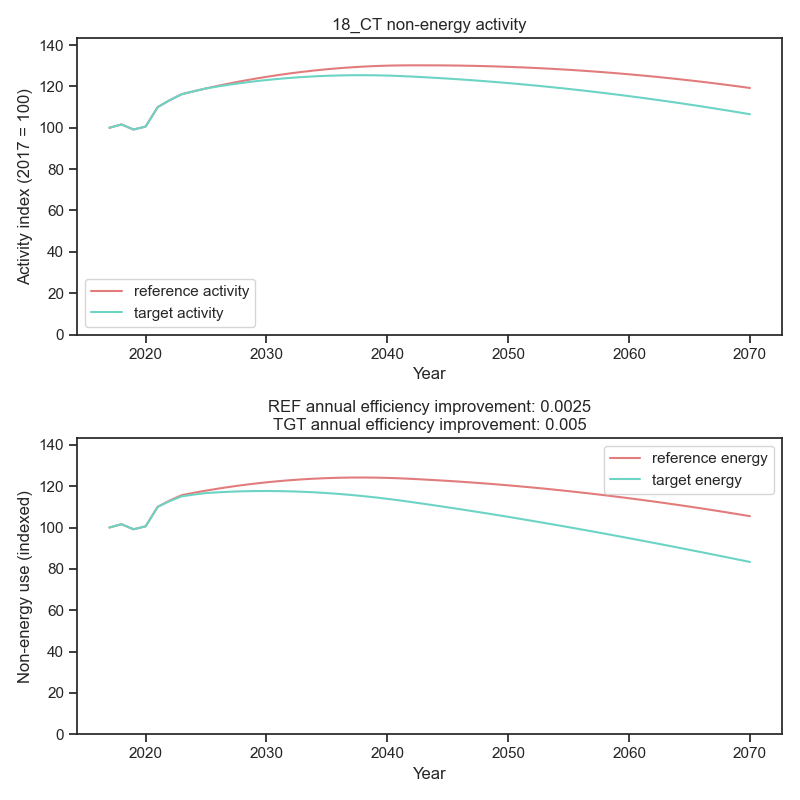 18_CT non-energy activity
Activity index (2017 = 100)
140
120
100
80
60
40
20
0
reference activity
target activity
2020 2030 2040 2050 2060 2070
Year
REF annual efficiency improvement: 0.0025
TGT annual efficiency improvement: 0.005
Non-energy use (indexed)
140
120
100
80
60
40
20
0
reference energy
target energy
2020 2030 2040 2050 2060 2070
Year